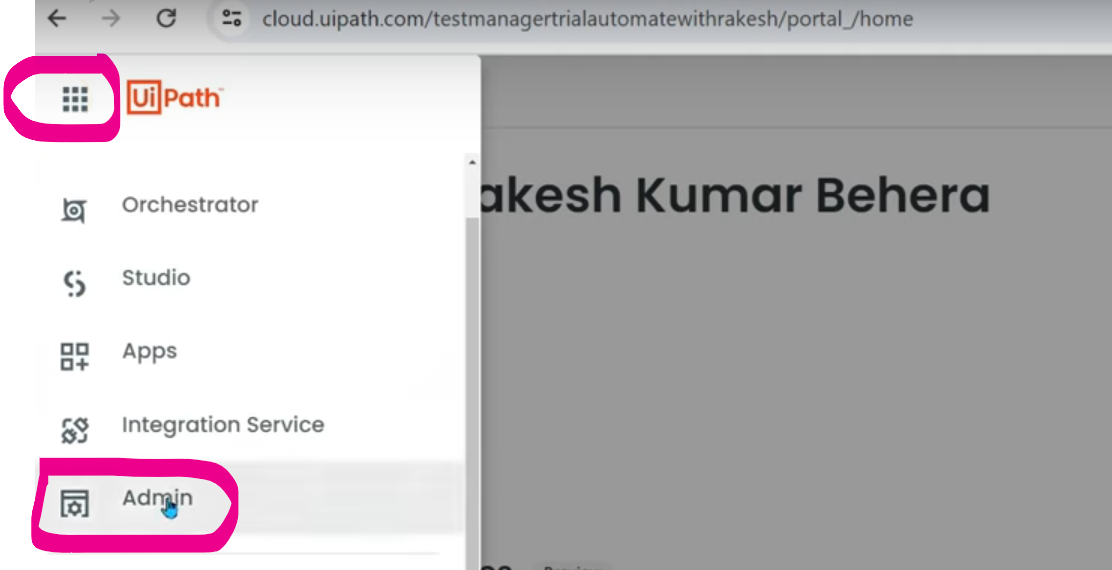 cloud.uipath.com/testmanagertrialautomatewithrakesh/portal_/home
UiPath
akesh Kumar Behera
Orchestrator
Studio
Apps
Integration Service
Admin